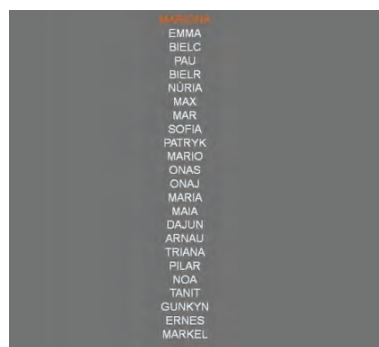 MARIONA
EMMA
BIELC
PAU
BIELR
NÚRIA
MAX
MAR
SOFIA
PATRYK
MARIO
ONAS
ONAJ
MARIA
MAIA
DAJUN
ARNAU
TRIANA
PILAR
NOA
TANIT
GUNKYN
ERNES
MARKEL